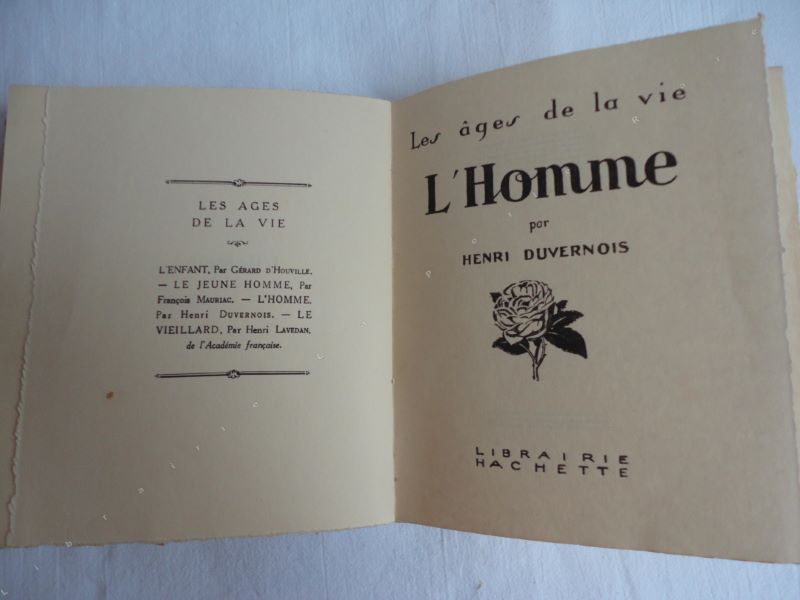 LES AGES
DE LA VIE
L'ENFANT, Par Gérard d'Houville.
— LE JEUNE HOMME, Par
François Mauriac. — L'HOMME,
Par Henri Duvernois. — LE
VIEILLARD, Par Henri Lavedan,
de l'Académie française.
Les âges de la vie
L'Homme
par
HENRI DUVERNOIS
LIBRAIRIE
HACHETTE